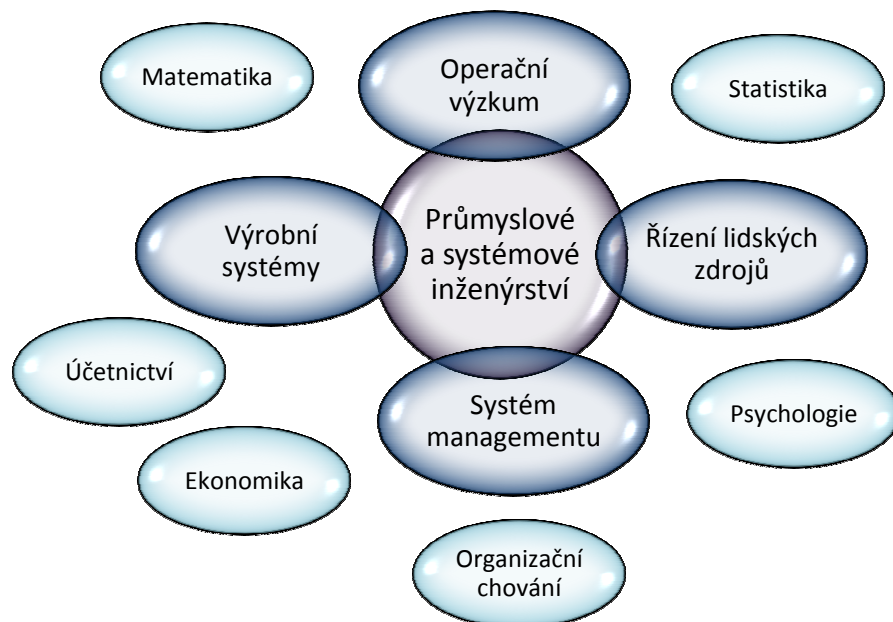 Matematika
Operační
výzkum
Statistika
Výrobní
systémy
Průmyslové
a systémové
inženýrství
Řízení lidských
zdrojů
Účetnictví
Systém
managementu
Psychologie
Ekonomika
Organizační
chování